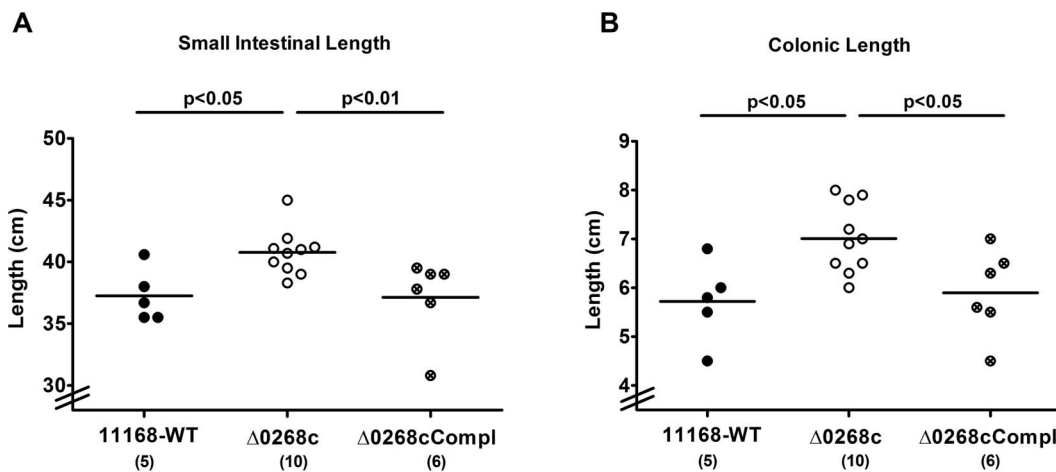 A
Small Intestinal Length
p<0.05
p<0.01
50
45
40
35
30
Length (cm)
11168-WT
Δ0268c
Δ0268cCompl
(5)
(10)
(6)
B
Colonic Length
p<0.05
p<0.05
9
8
7
6
5
4
Length (cm)
11168-WT
Δ0268c
Δ0268cCompl
(5)
(10)
(6)